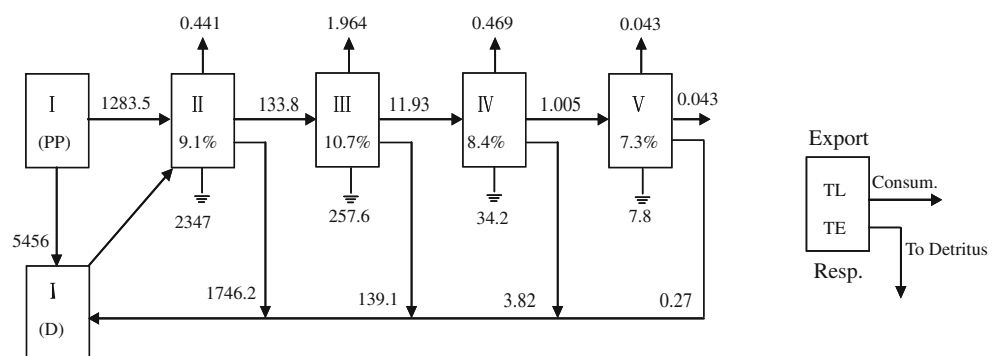 0.441 1.964 0.469 0.043
I 1283.5 II 133.8 III 11.93 IV 1.005 V 0.043
(PP) 9.1% 10.7% 8.4% 7.3%
Export
TL Consum.
TE
To Detritus
Resp.
2347 257.6 34.2 7.8
5456
I 1746.2 139.1 3.82 0.27
(D)